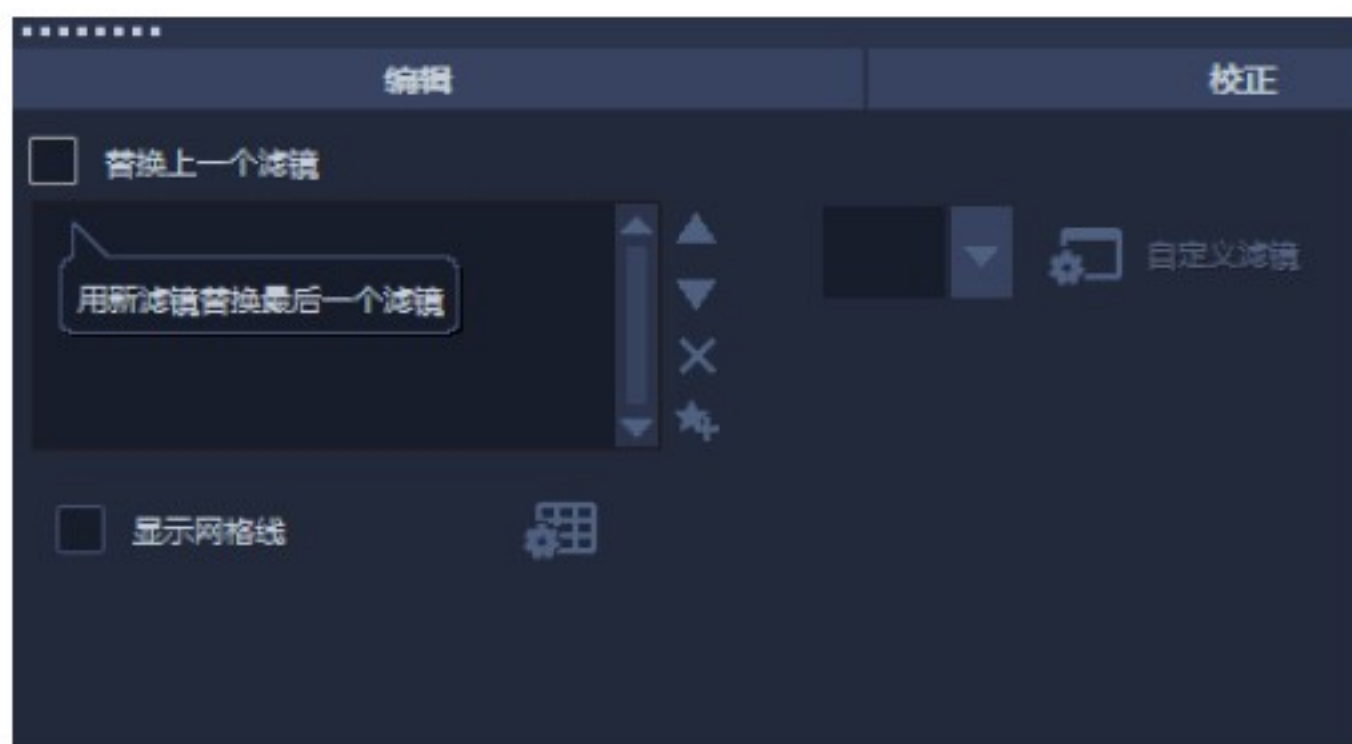 编辑
校正
替换上一个滤镜
用新滤镜替换最后一个滤镜
自定义滤镜
显示网格线